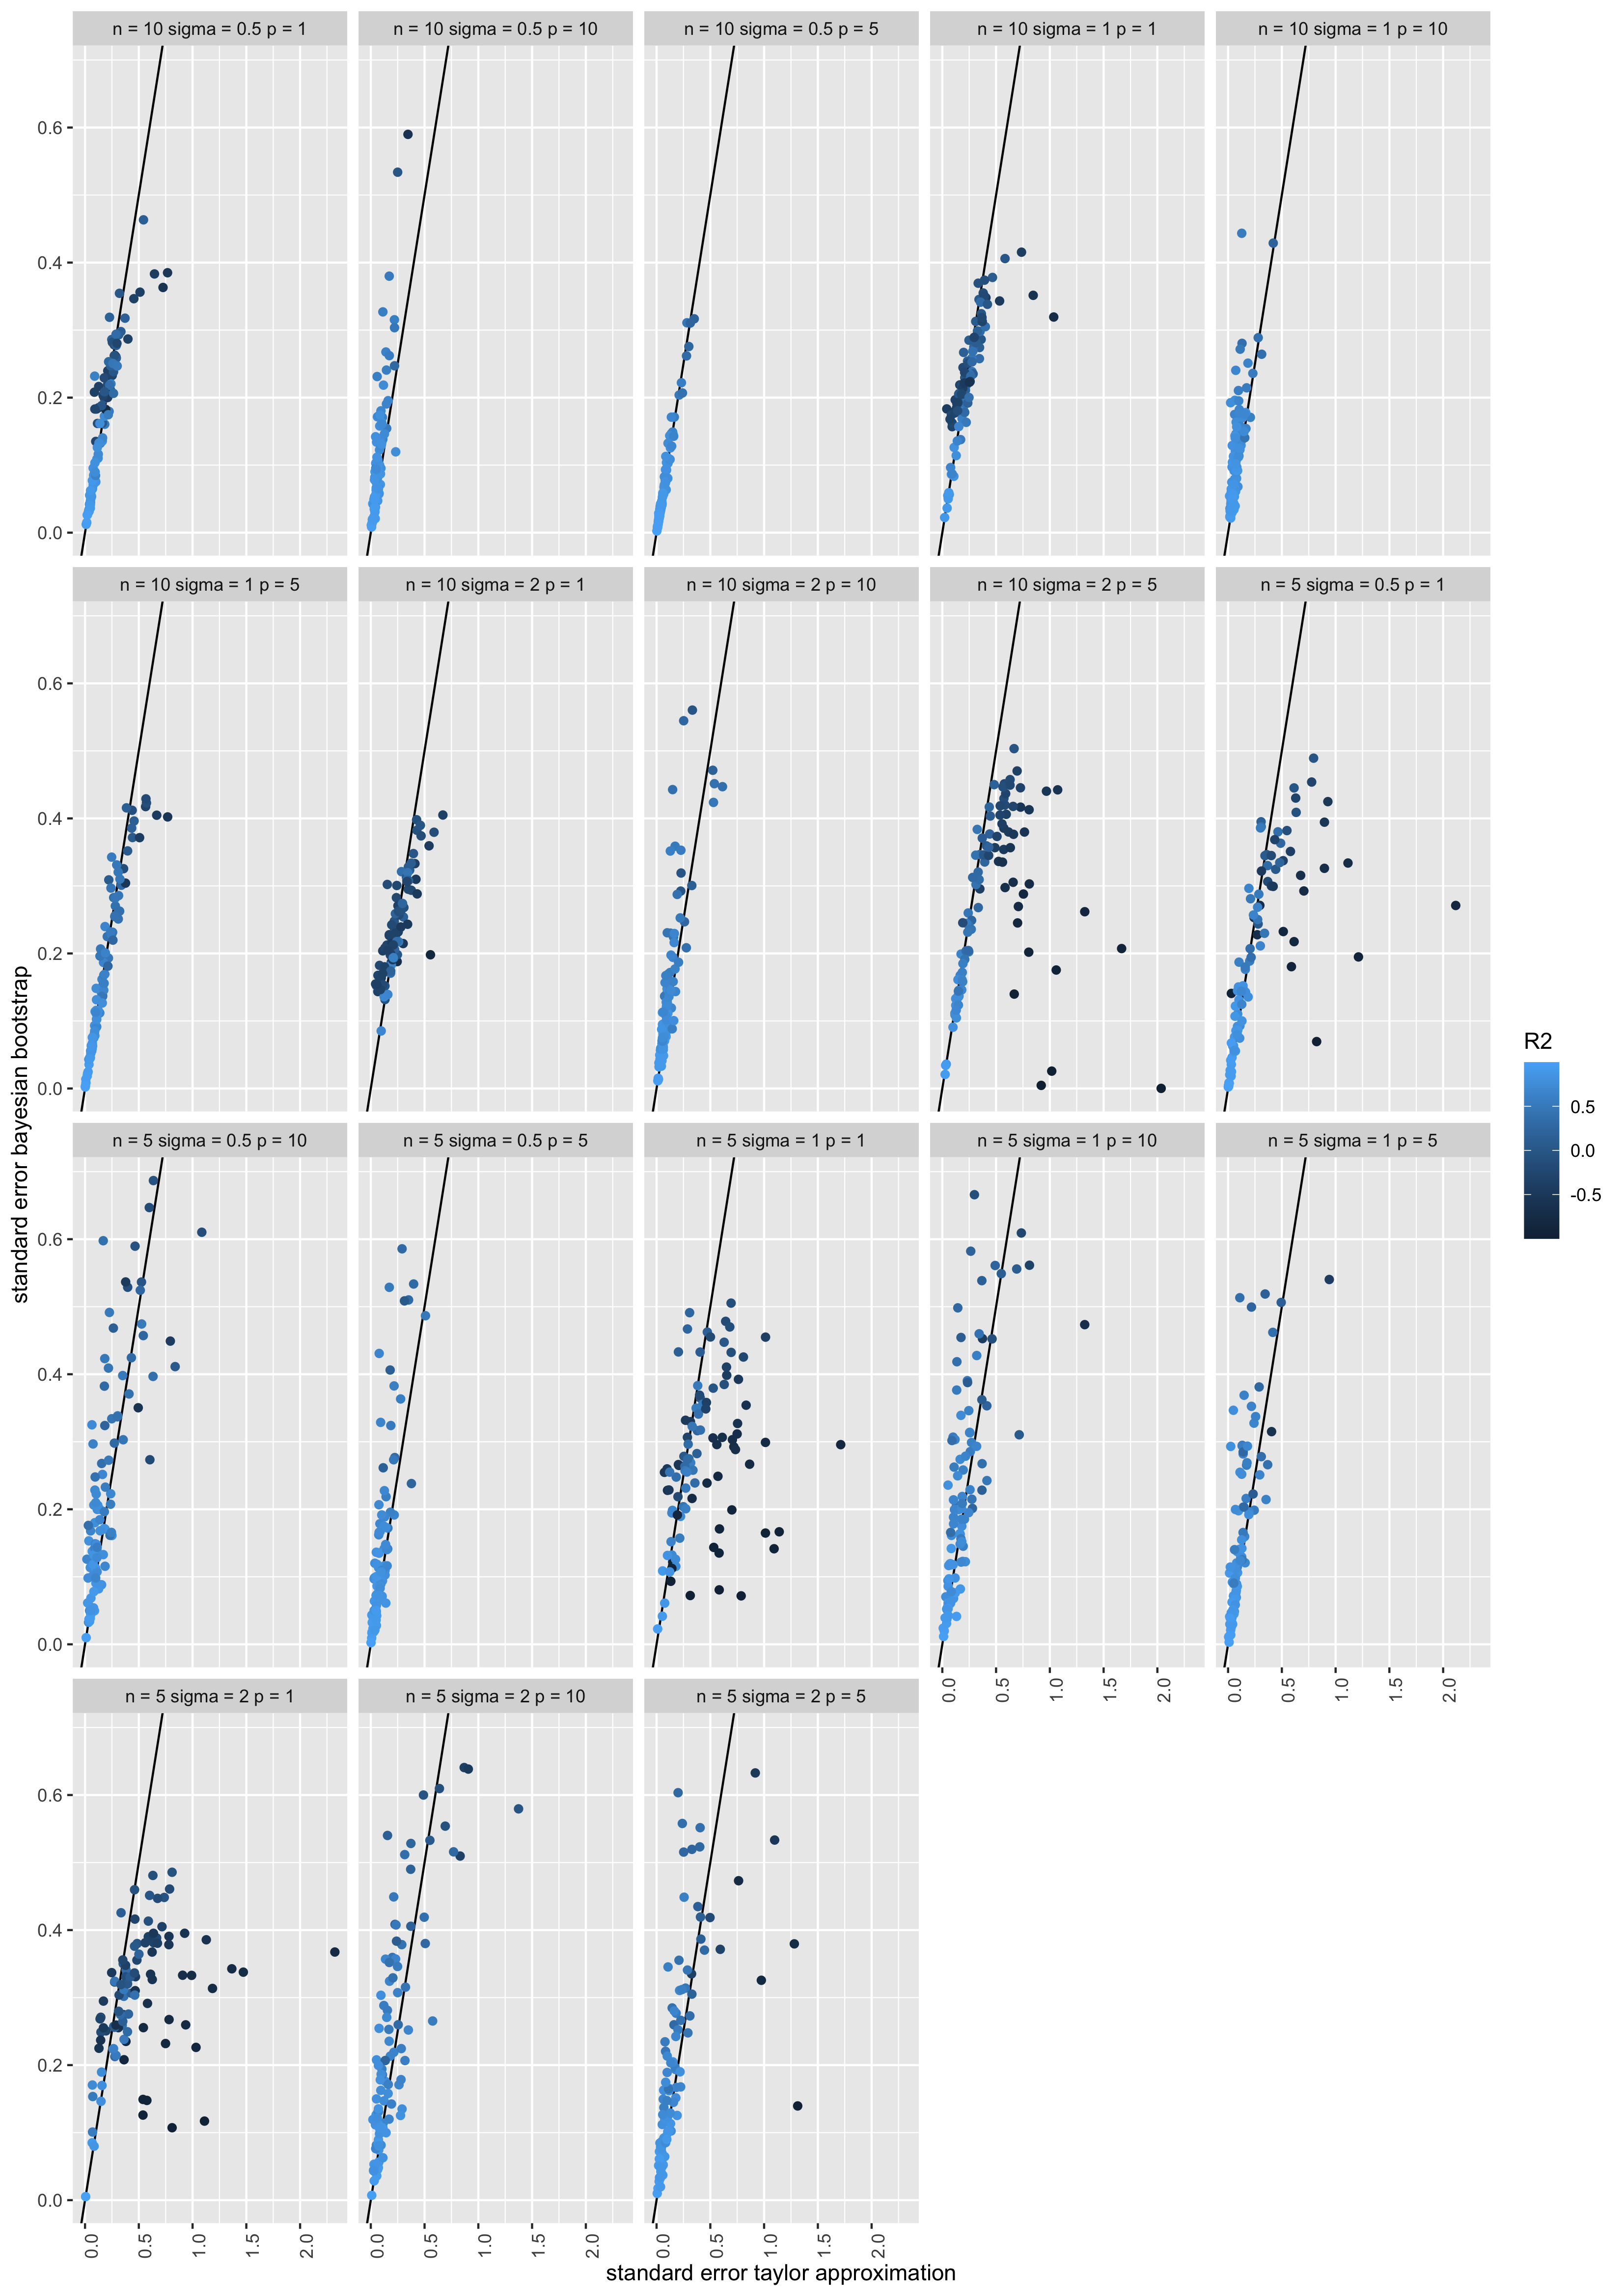 n = 10 sigma = 0.5 p = 1
n = 10 sigma = 0.5 p = 10
n = 10 sigma = 0.5 p = 5
n = 10 sigma = 1 p = 1
n = 10 sigma = 1 p = 10
0.6
0.4
0.2
0.0
n = 10 sigma = 1 p = 5
n = 10 sigma = 2 p = 1
n = 10 sigma = 2 p = 10
n = 10 sigma = 2 p = 5
n = 5 sigma = 0.5 p = 1
0.6
0.4
0.2
0.0
standard error bayesian bootstrap
R2
0.5
0.0
-0.5
n = 5 sigma = 0.5 p = 10
n = 5 sigma = 0.5 p = 5
n = 5 sigma = 1 p = 1
n = 5 sigma = 1 p = 10
n = 5 sigma = 1 p = 5
0.6
0.4
0.2
0.0
0.0
0.5
1.0
1.5
2.0
0.0
0.5
1.0
1.5
2.0
n = 5 sigma = 2 p = 1
n = 5 sigma = 2 p = 10
n = 5 sigma = 2 p = 5
0.6
0.4
0.2
0.0
0.0
0.5
1.0
1.5
2.0
0.0
0.5
1.0
1.5
2.0
0.0
0.5
1.0
1.5
2.0
standard error taylor approximation